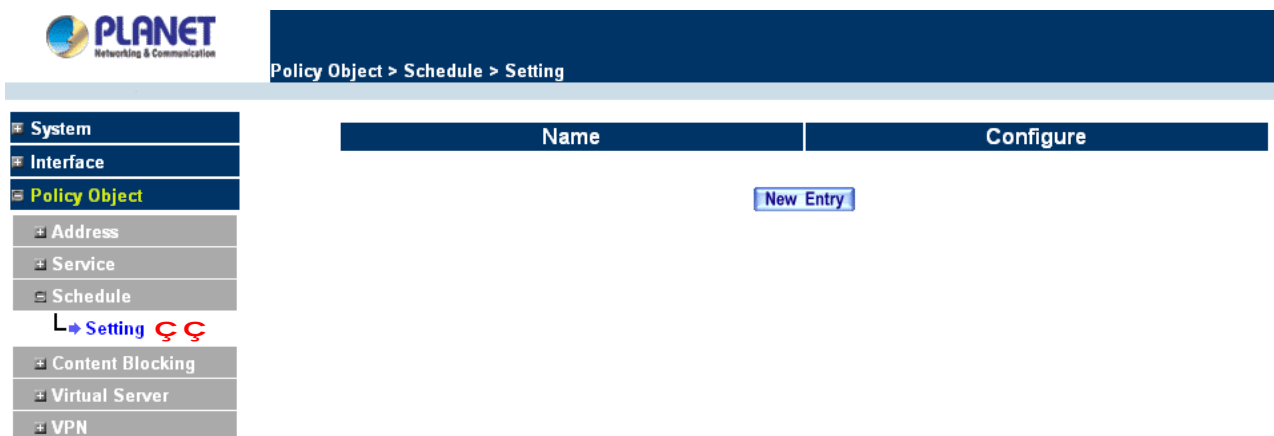 PLANET
Networking & Communication
Policy Object > Schedule > Setting
System
Interface
Policy Object
Address
Service
Schedule
Setting Ç Ç
Content Blocking
Virtual Server
VPN
Name Configure
New Entry